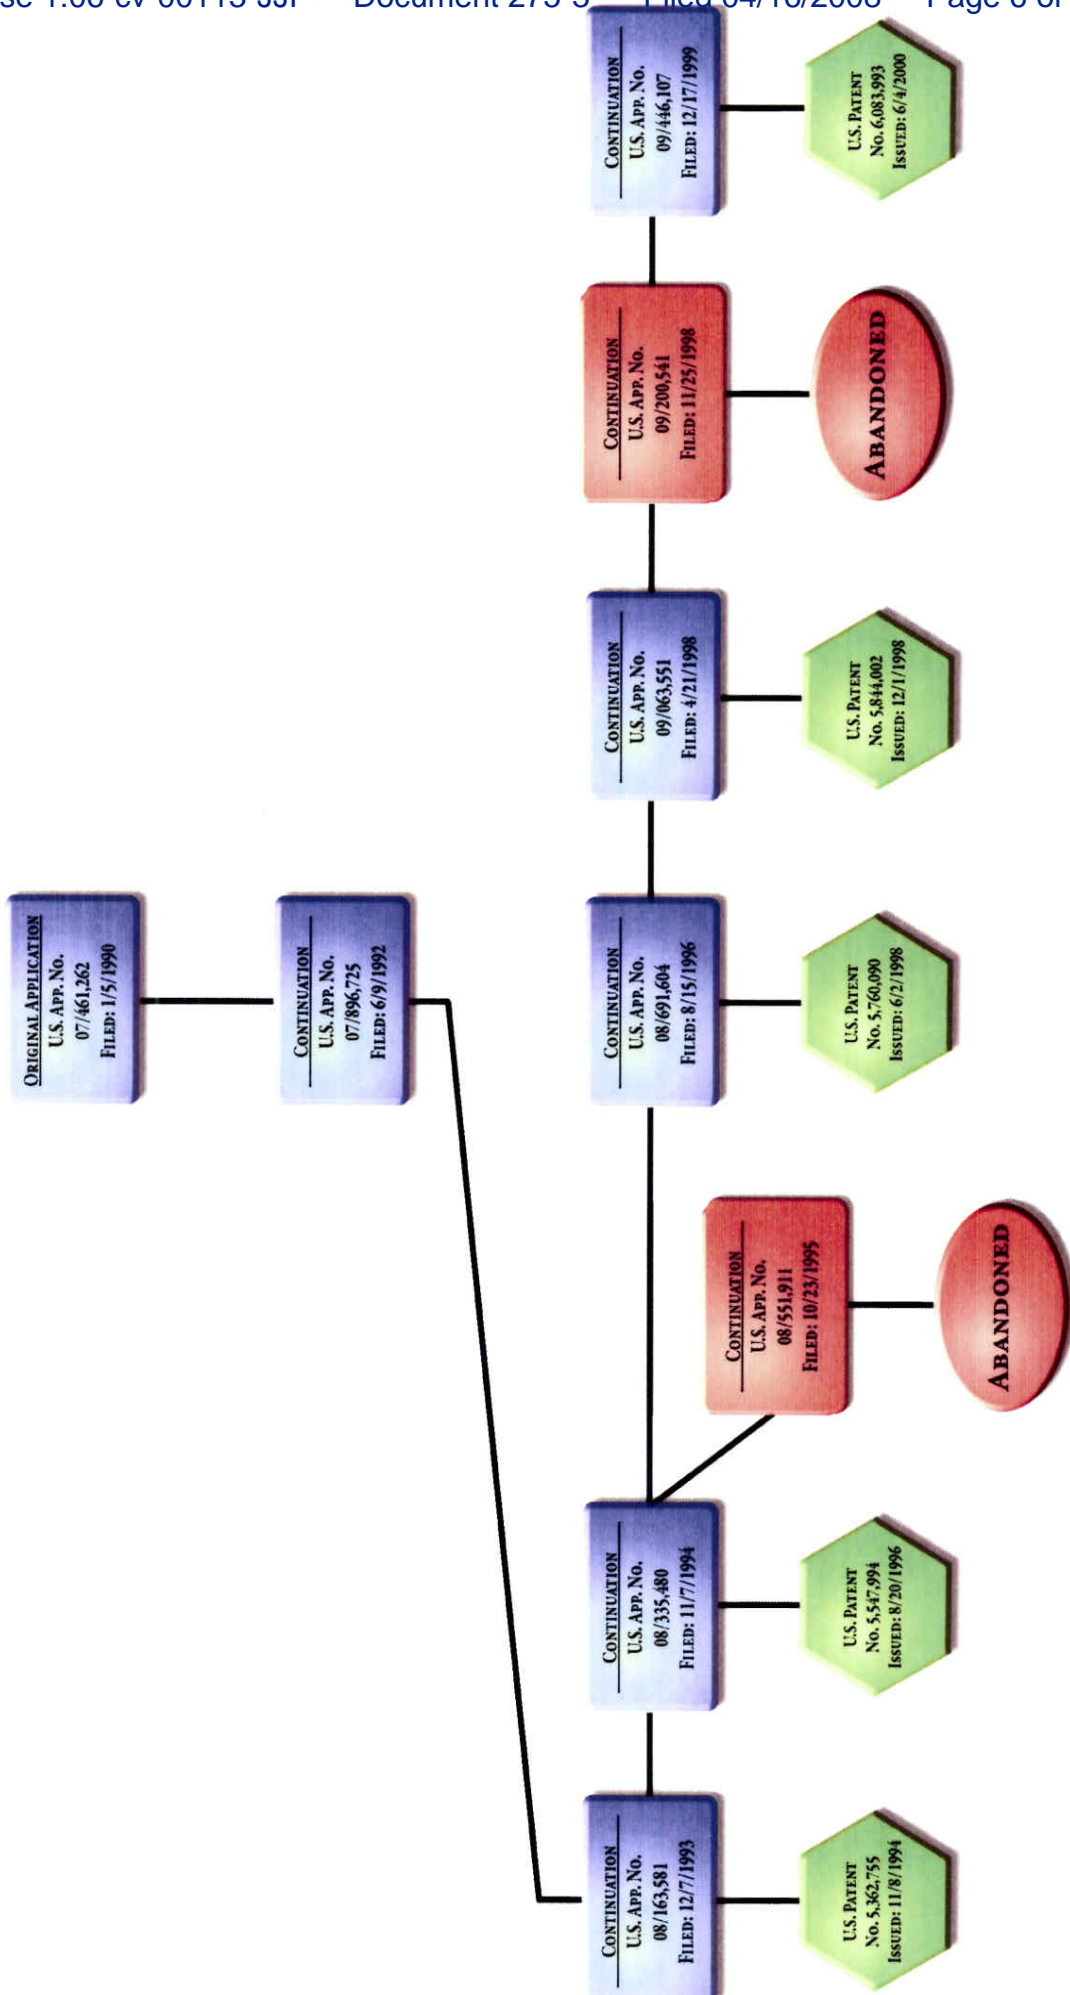 se 1:06-cv-00113-JJF Document 275-3 Filed 04/16/2008 Page 6 of
ORIGINAL APPLICATION
U.S. APP. NO.
07/461,262
FILED: 1/5/1990
CONTINUATION
U.S. APP. NO.
07/896,725
FILED: 6/9/1992
CONTINUATION
U.S. APP. NO.
08/163,581
FILED: 12/7/1993
U.S. PATENT
NO. 5,362,755
ISSUED: 11/8/1994
CONTINUATION
U.S. APP. NO.
08/335,480
FILED: 11/7/1994
U.S. PATENT
NO. 5,547,994
ISSUED: 8/20/1996
CONTINUATION
U.S. APP. NO.
08/551,911
FILED: 10/23/1995
ABANDONED
CONTINUATION
U.S. APP. NO.
08/691,604
FILED: 8/15/1996
U.S. PATENT
NO. 5,760,090
ISSUED: 6/2/1998
CONTINUATION
U.S. APP. NO.
09/063,551
FILED: 4/21/1998
U.S. PATENT
NO. 5,844,002
ISSUED: 12/1/1998
CONTINUATION
U.S. APP. NO.
09/200,541
FILED: 11/25/1998
ABANDONED
CONTINUATION
U.S. APP. NO.
09/446,107
FILED: 12/17/1999
U.S. PATENT
NO. 6,083,993
ISSUED: 6/4/2000